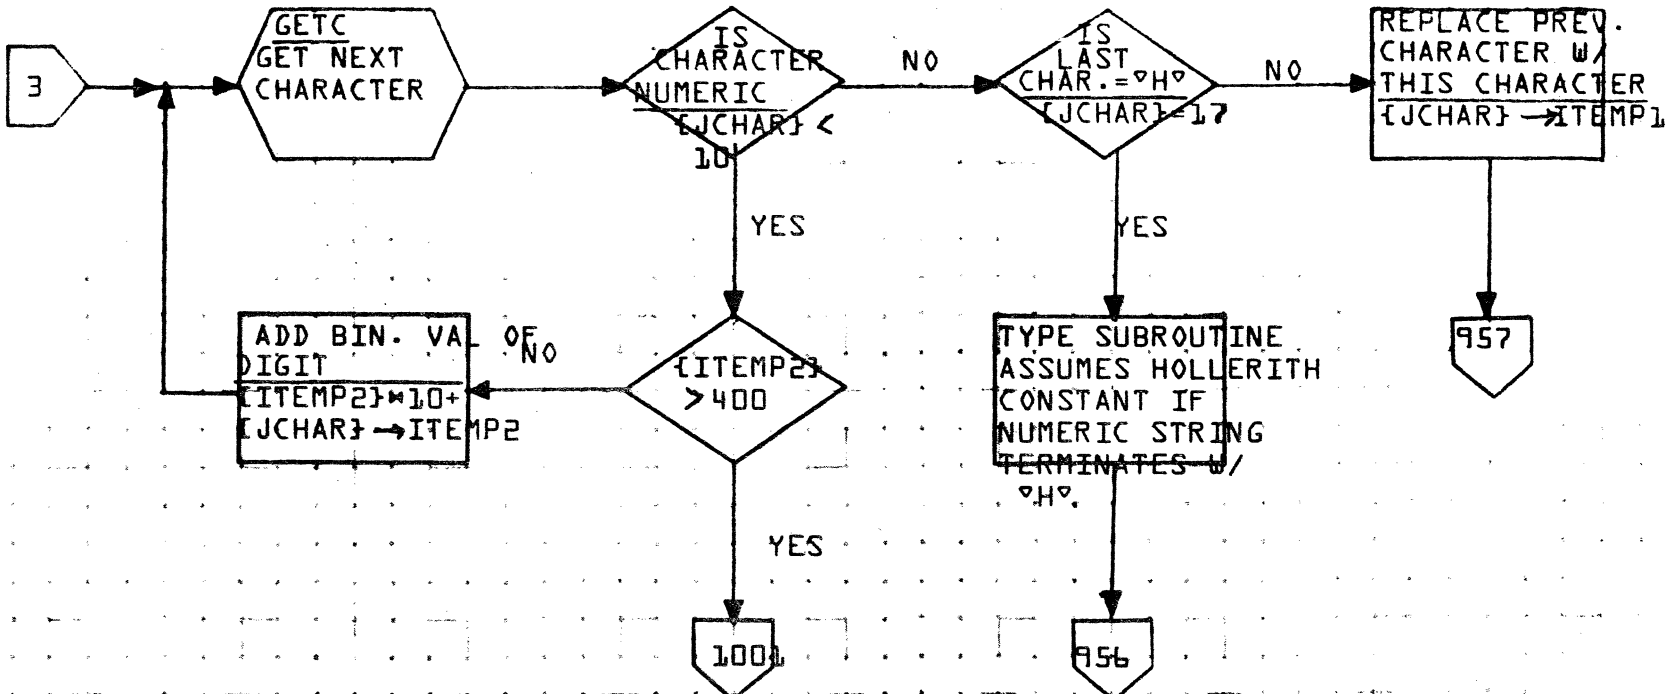 3
GETC
GET NEXT
CHARACTER
IS
CHARACTER
NUMERIC
{JCHAR} <
10
NO
IS
LAST
CHAR.=▿H▿
{JCHAR}=17
NO
REPLACE PREV.
CHARACTER W/
THIS CHARACTER
{JCHAR} →ITEMP1
YES
YES
957
ADD BIN. VAL OF
DIGIT
{ITEMP2}*10+
{JCHAR}→ITEMP2
NO
{ITEMP2}
>400
TYPE SUBROUTINE
ASSUMES HOLLERITH
CONSTANT IF
NUMERIC STRING
TERMINATES W/
▿H▿.
YES
1001
956